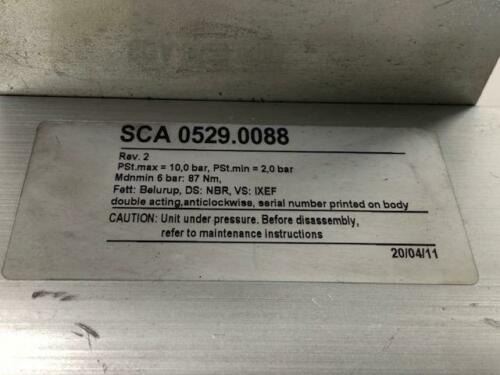 SCA 0529.0088
Rev. 2
PSt.max = 10,0 bar, PSt.min = 2,0 bar
Mdnmin 6 bar: 87 Nm,
Fett: Belurup, DS: NBR, VS: IXEF
double acting,anticlockwise, serial number printed on body
CAUTION: Unit under pressure. Before disassembly,
refer to maintenance instructions
20/04/11